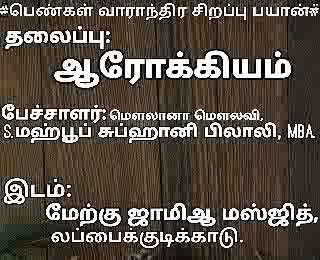 #பெண்கள் வாராந்திர சிறப்பு பயான்#
தலைப்பு:
ஆரோக்கியம்
பேச்சாளர்: மௌலானா மௌலவி,
S.மஹ்பூப் சுப்ஹானி பிலாலி, MBA.
இடம்:
மேற்கு ஜாமிஆ மஸ்ஜித்,
லப்பைக்குடிக்காடு.